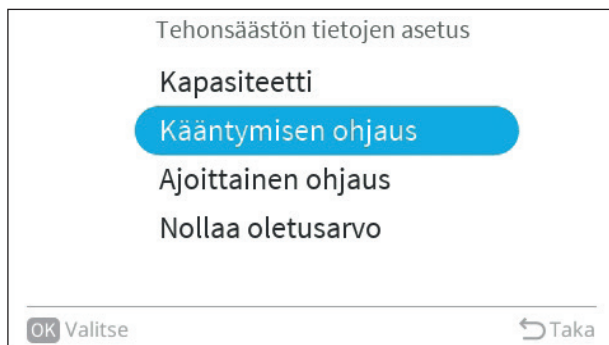 Tehonsäästön tietojen asetus
Kapasiteetti
Kääntymisen ohjaus
Ajoittainen ohjaus
Nollaa oletusarvo
OK Valitse Taka